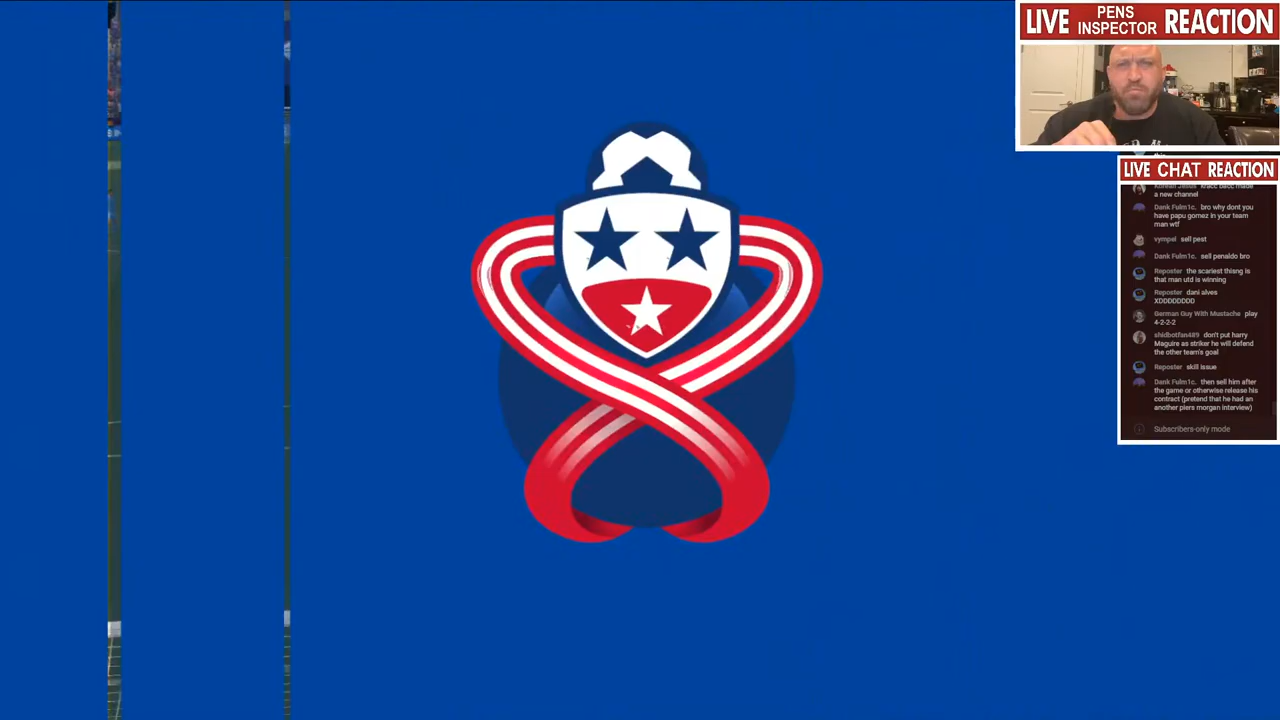 LIVE PENS INSPECTOR REACTION
LIVE CHAT REACTION
a new channel
Dank Fulm1c. bro why dont you
have papu gomez in your team
man wtf
vympel sell pest
Dank Fulm1c. sell penaldo bro
Reposter the scariest thisng is
that man utd is winning
Reposter dani alves
XDDDDDDDD
German Guy With Mustache play
4-2-2-2
shidbotfan489 don't put harry
Maguire as striker he will defend
the other team's goal
Reposter skill issue
Dank Fulm1c. then sell him after
the game or otherwise release his
contract (pretend that he had an
another piers morgan interview)
Subscribers-only mode